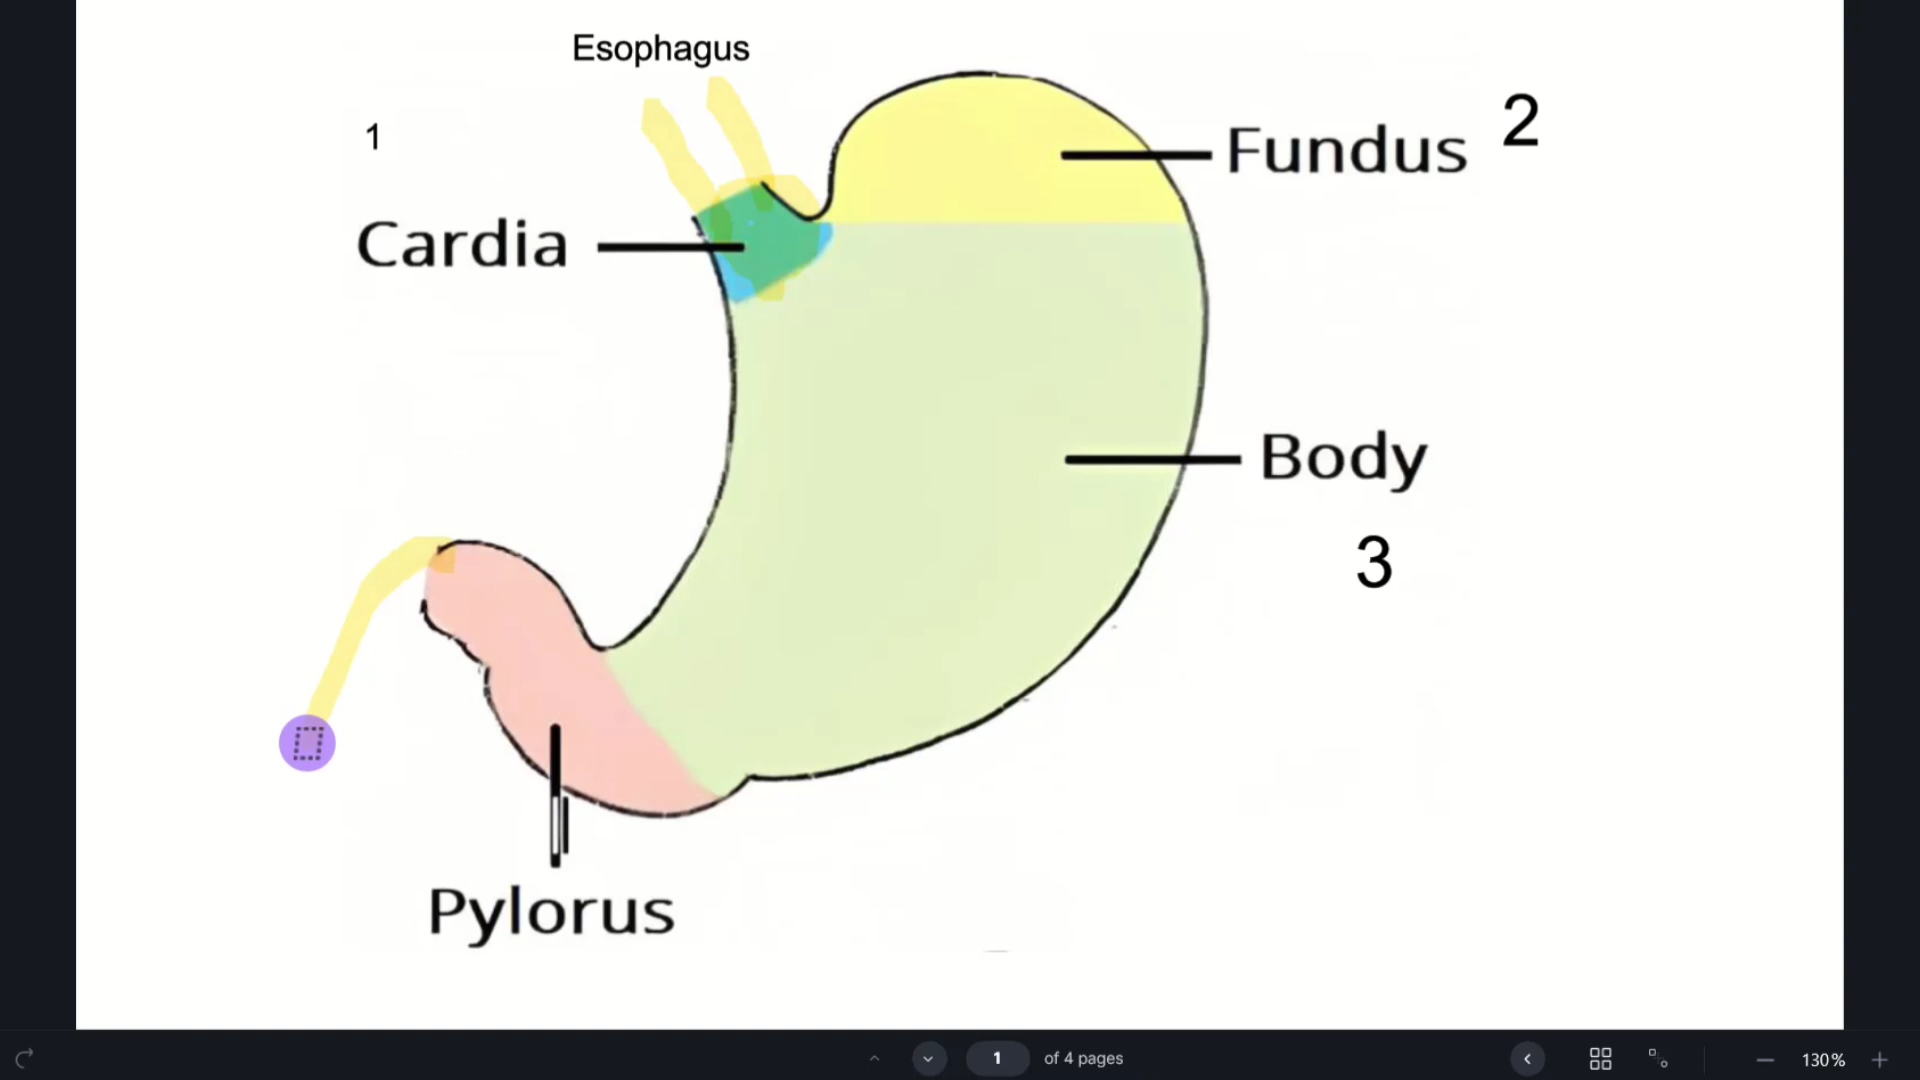 Esophagus
1
2
Fundus
Cardia
Body
3
Pylorus
1 of 4 pages
130%